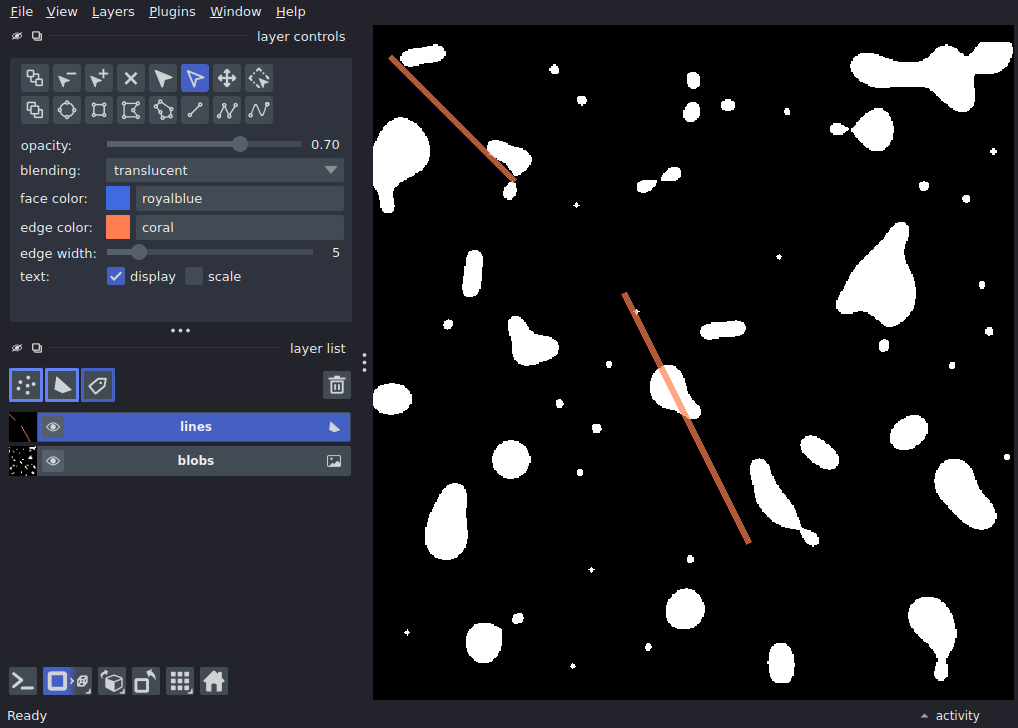 File View Layers Plugins Window Help
layer controls
opacity: 0.70
blending: translucent
face color: royalblue
edge color: coral
edge width: 5
text: display scale
layer list
lines
blobs
Ready activity